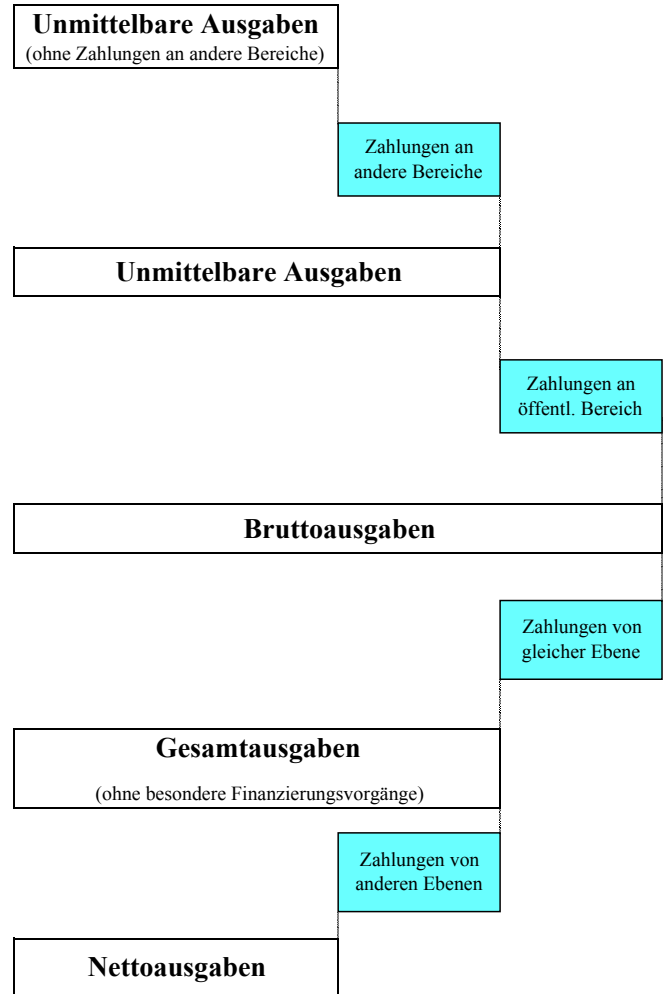 Unmittelbare Ausgaben
(ohne Zahlungen an andere Bereiche)
Zahlungen an
andere Bereiche
Unmittelbare Ausgaben
Zahlungen an
öffentl. Bereich
Bruttoausgaben
Zahlungen von
gleicher Ebene
Gesamtausgaben
(ohne besondere Finanzierungsvorgänge)
Zahlungen von
anderen Ebenen
Nettoausgaben